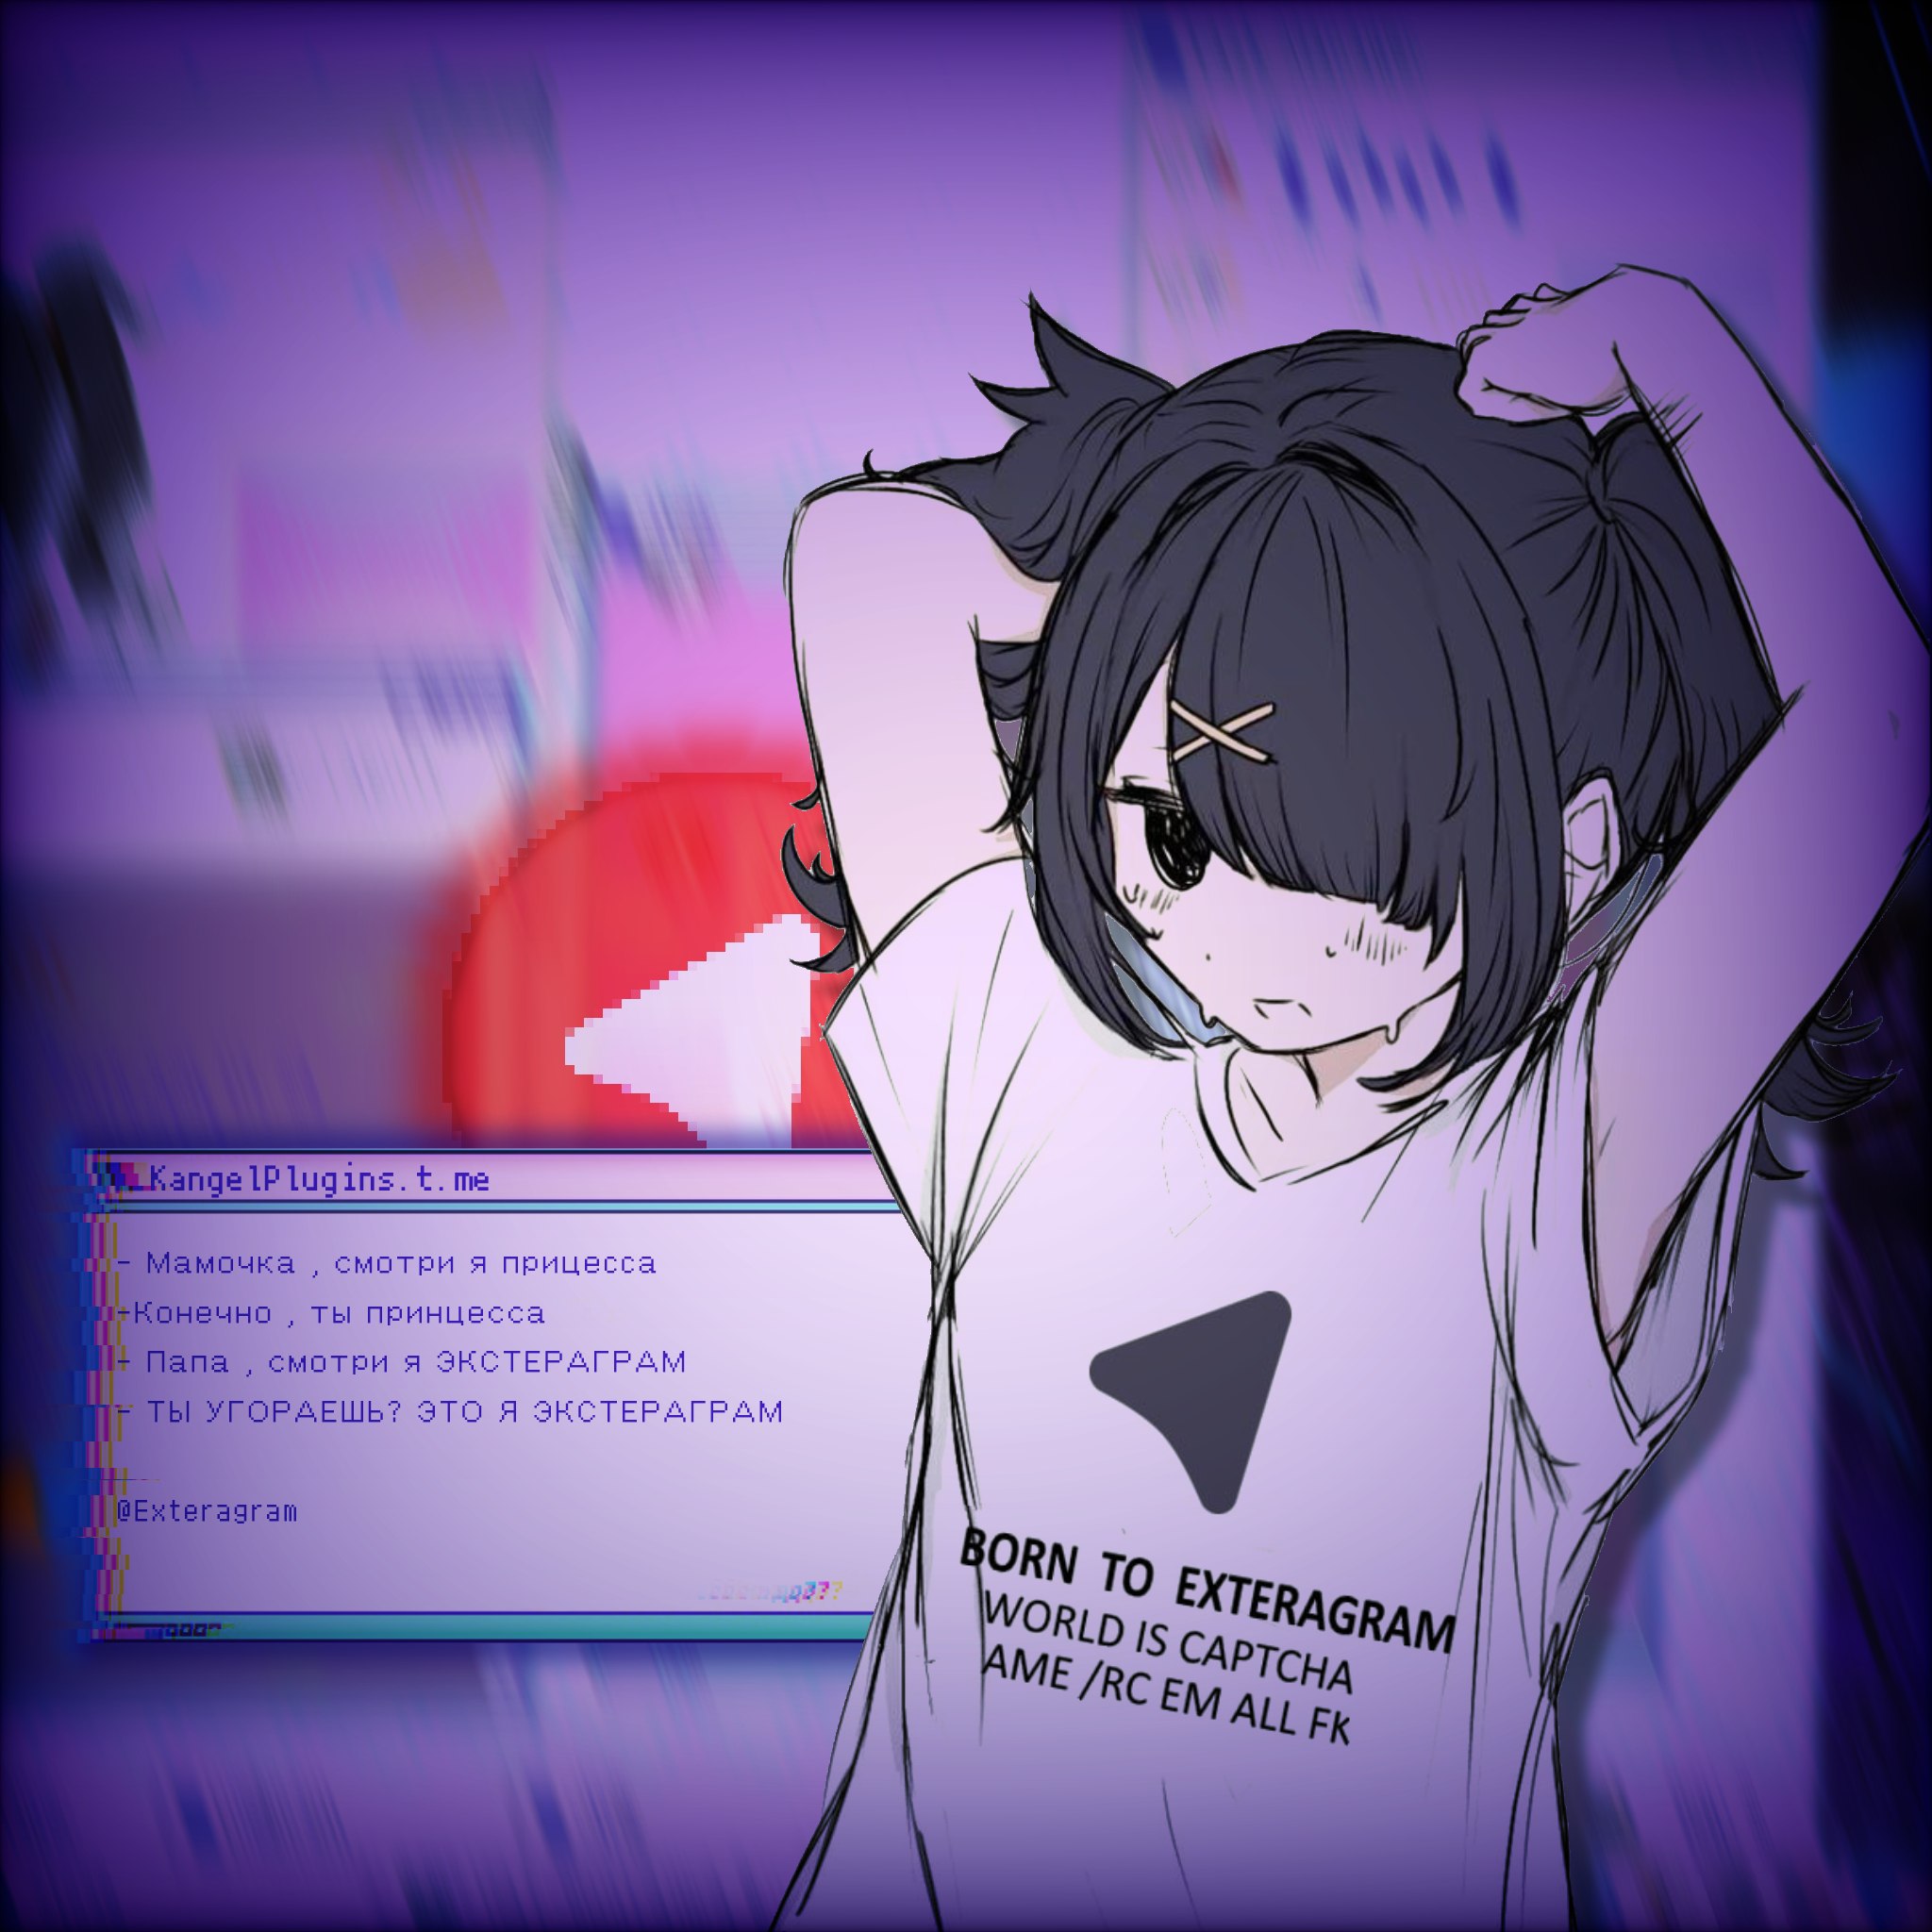 KangelPlugins.t.me
- Мамочка , смотри я прицесса
-Конечно , ты принцесса
- Папа , смотри я ЭКСТЕРАГРАМ
- ТЫ УГОРАЕШЬ? ЭТО Я ЭКСТЕРАГРАМ
@Exteragram
BORN TO EXTERAGRAM
WORLD IS CAPTCHA
AME /RC EM ALL FK